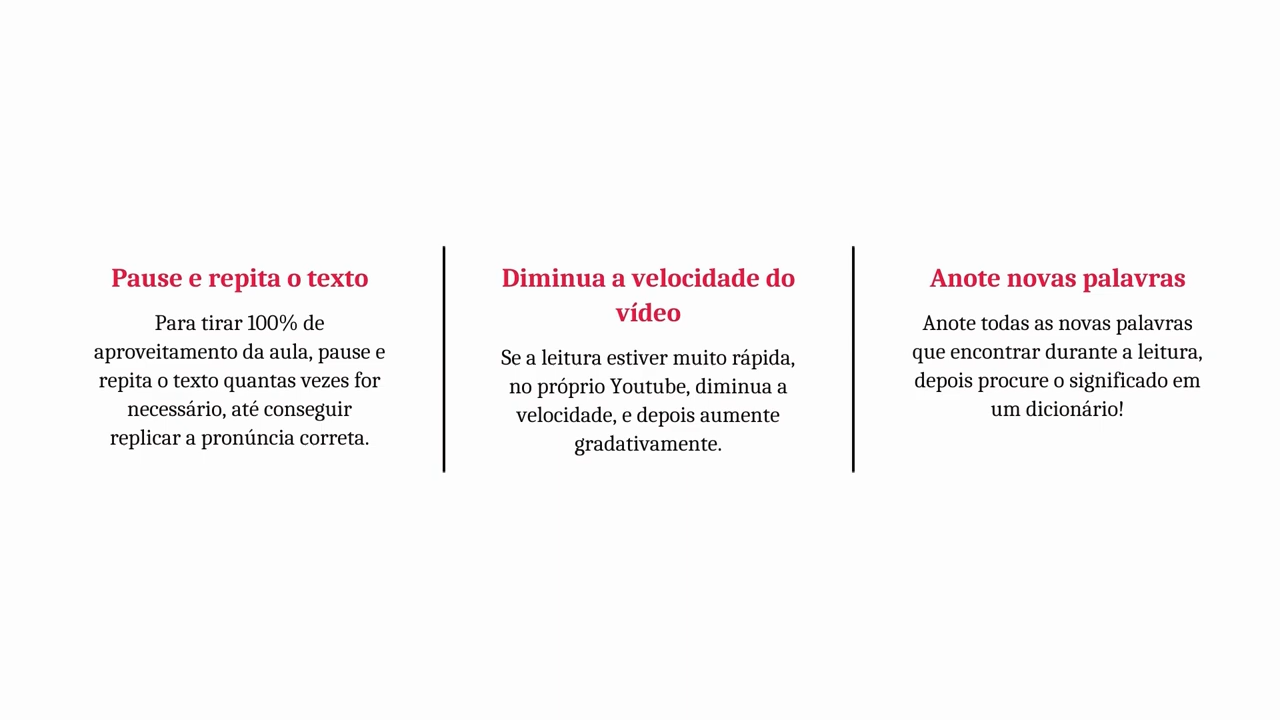 Pause e repita o texto
Para tirar 100% de
aproveitamento da aula, pause e
repita o texto quantas vezes for
necessário, até conseguir
replicar a pronúncia correta.
Diminua a velocidade do
vídeo
Se a leitura estiver muito rápida,
no próprio Youtube, diminua a
velocidade, e depois aumente
gradativamente.
Anote novas palavras
Anote todas as novas palavras
que encontrar durante a leitura,
depois procure o significado em
um dicionário!